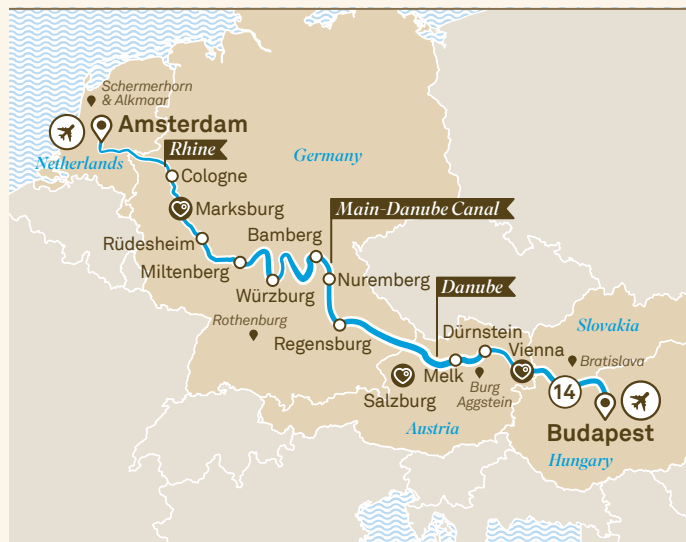 Schermerhorn
& Alkmaar
Amsterdam
Netherlands
Rhine
Germany
Cologne
Marksburg
Main-Danube Canal
Bamberg
Rüdesheim
Miltenberg
Würzburg
Nuremberg
Danube
Rothenburg
Regensburg
Slovakia
Dürnstein
Vienna
Bratislava
Melk
Burg
Aggstein
Salzburg
14
Austria
Budapest
Hungary